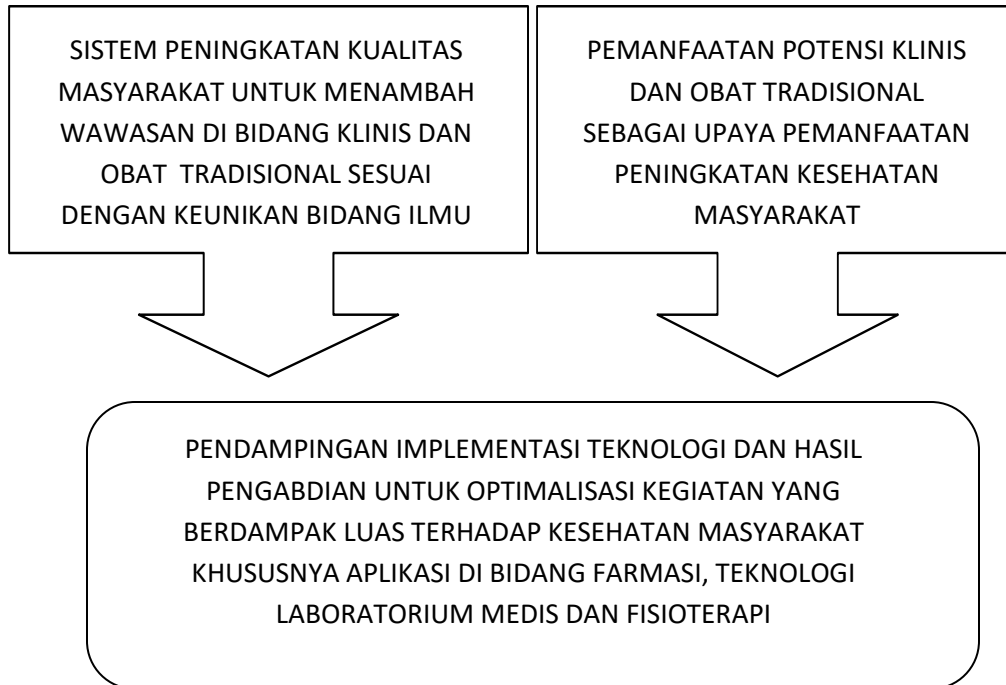 SISTEM PENINGKATAN KUALITAS
MASYARAKAT UNTUK MENAMBAH
WAWASAN DI BIDANG KLINIS DAN
OBAT TRADISIONAL SESUAI
DENGAN KEUNIKAN BIDANG ILMU
PEMANFAATAN POTENSI KLINIS
DAN OBAT TRADISIONAL
SEBAGAI UPAYA PEMANFAATAN
PENINGKATAN KESEHATAN
MASYARAKAT
PENDAMPINGAN IMPLEMENTASI TEKNOLOGI DAN HASIL
PENGABDIAN UNTUK OPTIMALISASI KEGIATAN YANG
BERDAMPAK LUAS TERHADAP KESEHATAN MASYARAKAT
KHUSUSNYA APLIKASI DI BIDANG FARMASI, TEKNOLOGI
LABORATORIUM MEDIS DAN FISIOTERAPI